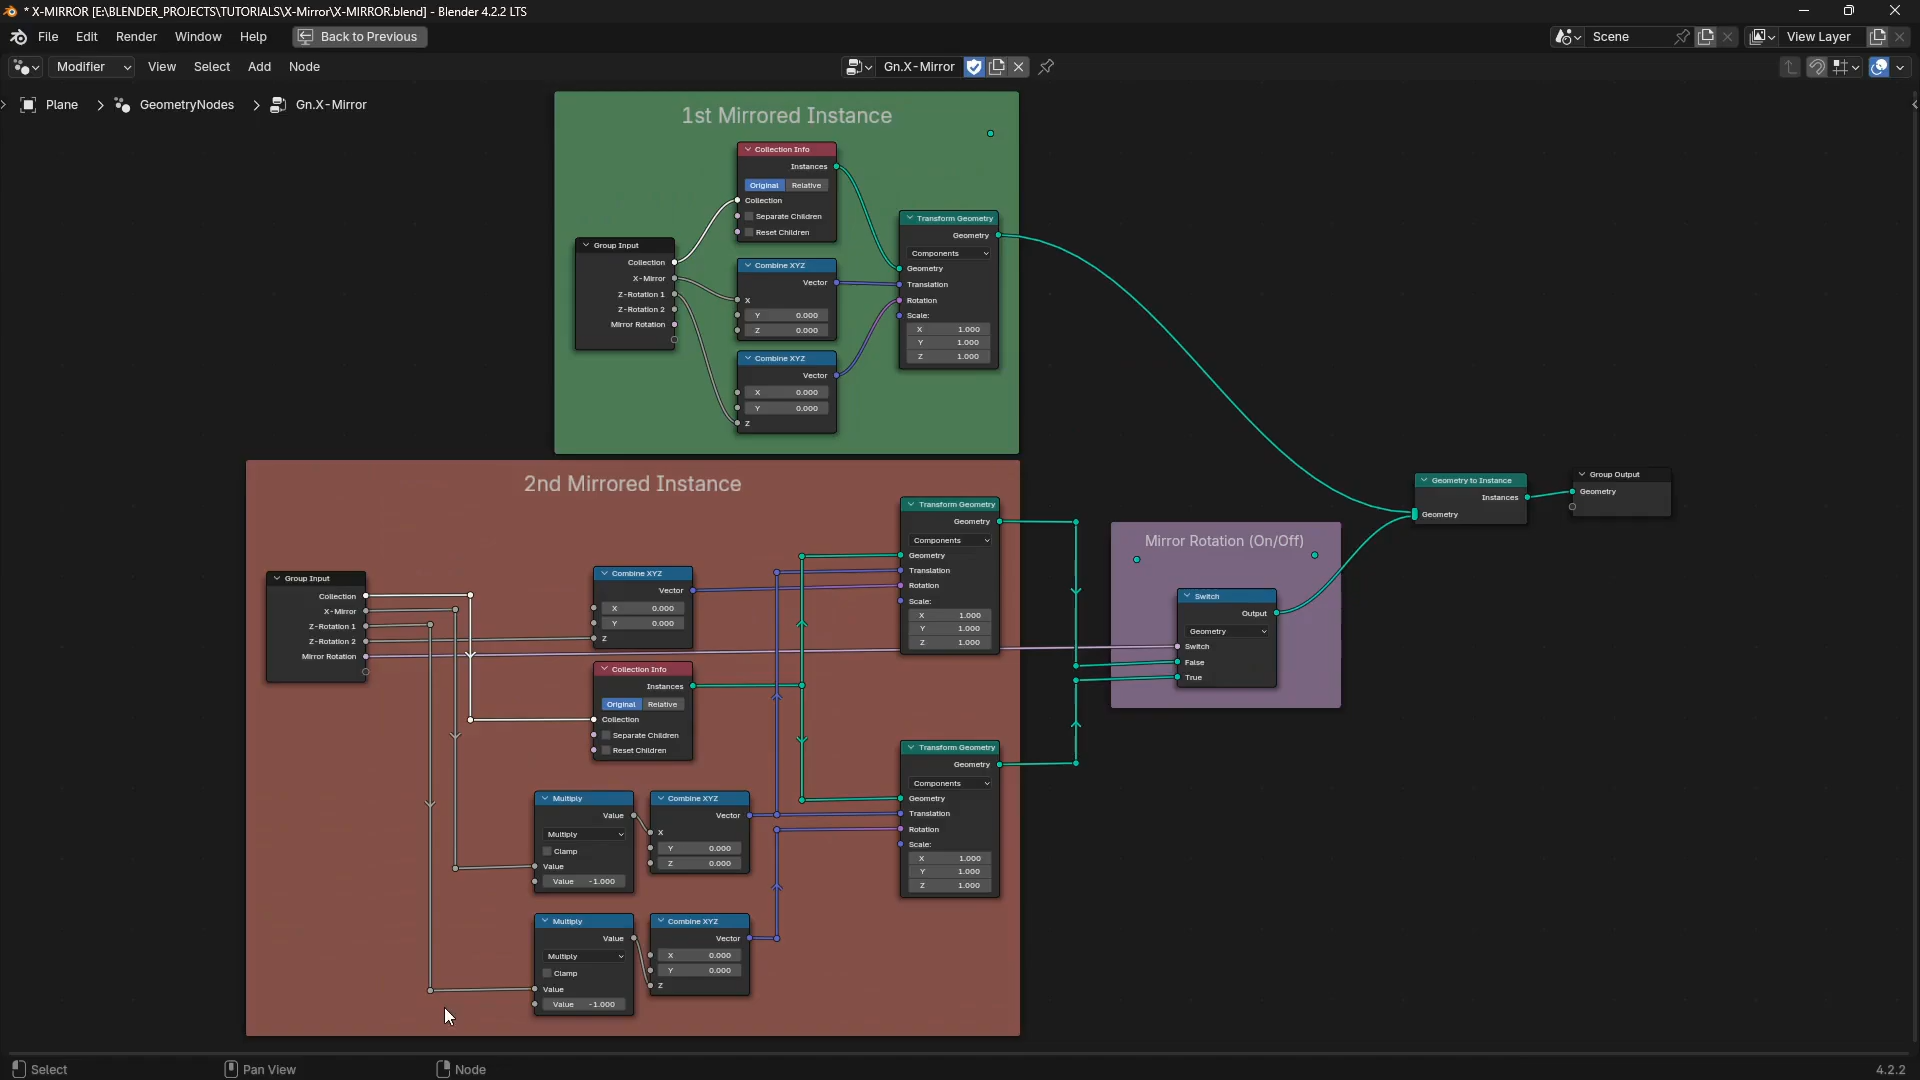 * X-MIRROR [E:\BLENDER_PROJECTS\TUTORIALS\X-Mirror\X-MIRROR.blend] - Blender 4.2.2 LTS
File Edit Render Window Help Back to Previous
Scene View Layer
Modifier View Select Add Node
Gn.X-Mirror
Plane GeometryNodes Gn.X-Mirror
1st Mirrored Instance
Group Input
Collection
X-Mirror
Z-Rotation 1
Z-Rotation 2
Mirror Rotation
Collection Info
Instances
Original Relative
Collection
Separate Children
Reset Children
Combine XYZ
Vector
X
Y 0.000
Z 0.000
Combine XYZ
Vector
X 0.000
Y 0.000
Z
Transform Geometry
Geometry
Components
Geometry
Translation
Rotation
Scale:
X 1.000
Y 1.000
Z 1.000
2nd Mirrored Instance
Group Input
Collection
X-Mirror
Z-Rotation 1
Z-Rotation 2
Mirror Rotation
Combine XYZ
Vector
X 0.000
Y 0.000
Z
Collection Info
Instances
Original Relative
Collection
Separate Children
Reset Children
Multiply
Value
Multiply
Clamp
Value
Value -1.000
Combine XYZ
Vector
X
Y 0.000
Z 0.000
Multiply
Value
Multiply
Clamp
Value
Value -1.000
Combine XYZ
Vector
X 0.000
Y 0.000
Z
Transform Geometry
Geometry
Components
Geometry
Translation
Rotation
Scale:
X 1.000
Y 1.000
Z 1.000
Transform Geometry
Geometry
Components
Geometry
Translation
Rotation
Scale:
X 1.000
Y 1.000
Z 1.000
Mirror Rotation (On/Off)
Switch
Output
Geometry
Switch
False
True
Geometry to Instance
Instances
Geometry
Group Output
Geometry
Select Pan View Node 4.2.2